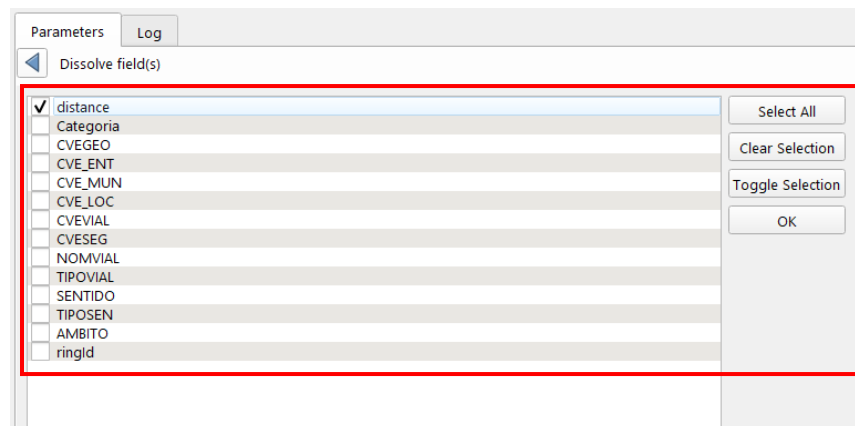 Parameters Log
Dissolve field(s)
distance
Categoria
CVEGEO
CVE_ENT
CVE_MUN
CVE_LOC
CVEVIAL
CVESEG
NOMVIAL
TIPOVIAL
SENTIDO
TIPOSEN
AMBITO
ringId
Select All
Clear Selection
Toggle Selection
OK